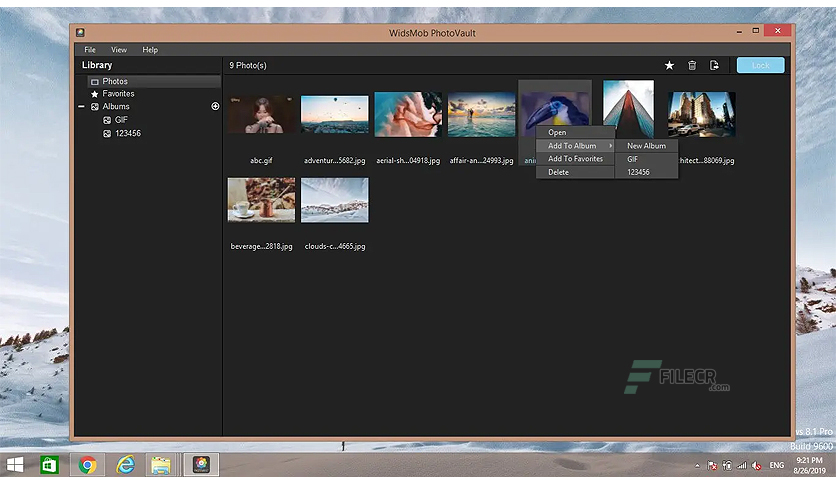 WidsMob PhotoVault
File View Help
Library
9 Photo(s)
Lock
Photos
Favorites
Albums
GIF
123456
abc.gif
adventur...5682.jpg
aerial-sh...04918.jpg
affair-an...24993.jpg
hitect...88069.jpg
Open
Add To Album
Add To Favorites
Delete
New Album
GIF
123456
beverage...2818.jpg
clouds-c...4665.jpg
FILECR
.com
8.1 Pro
Build 9600
ENG
9:21 PM
8/26/2019